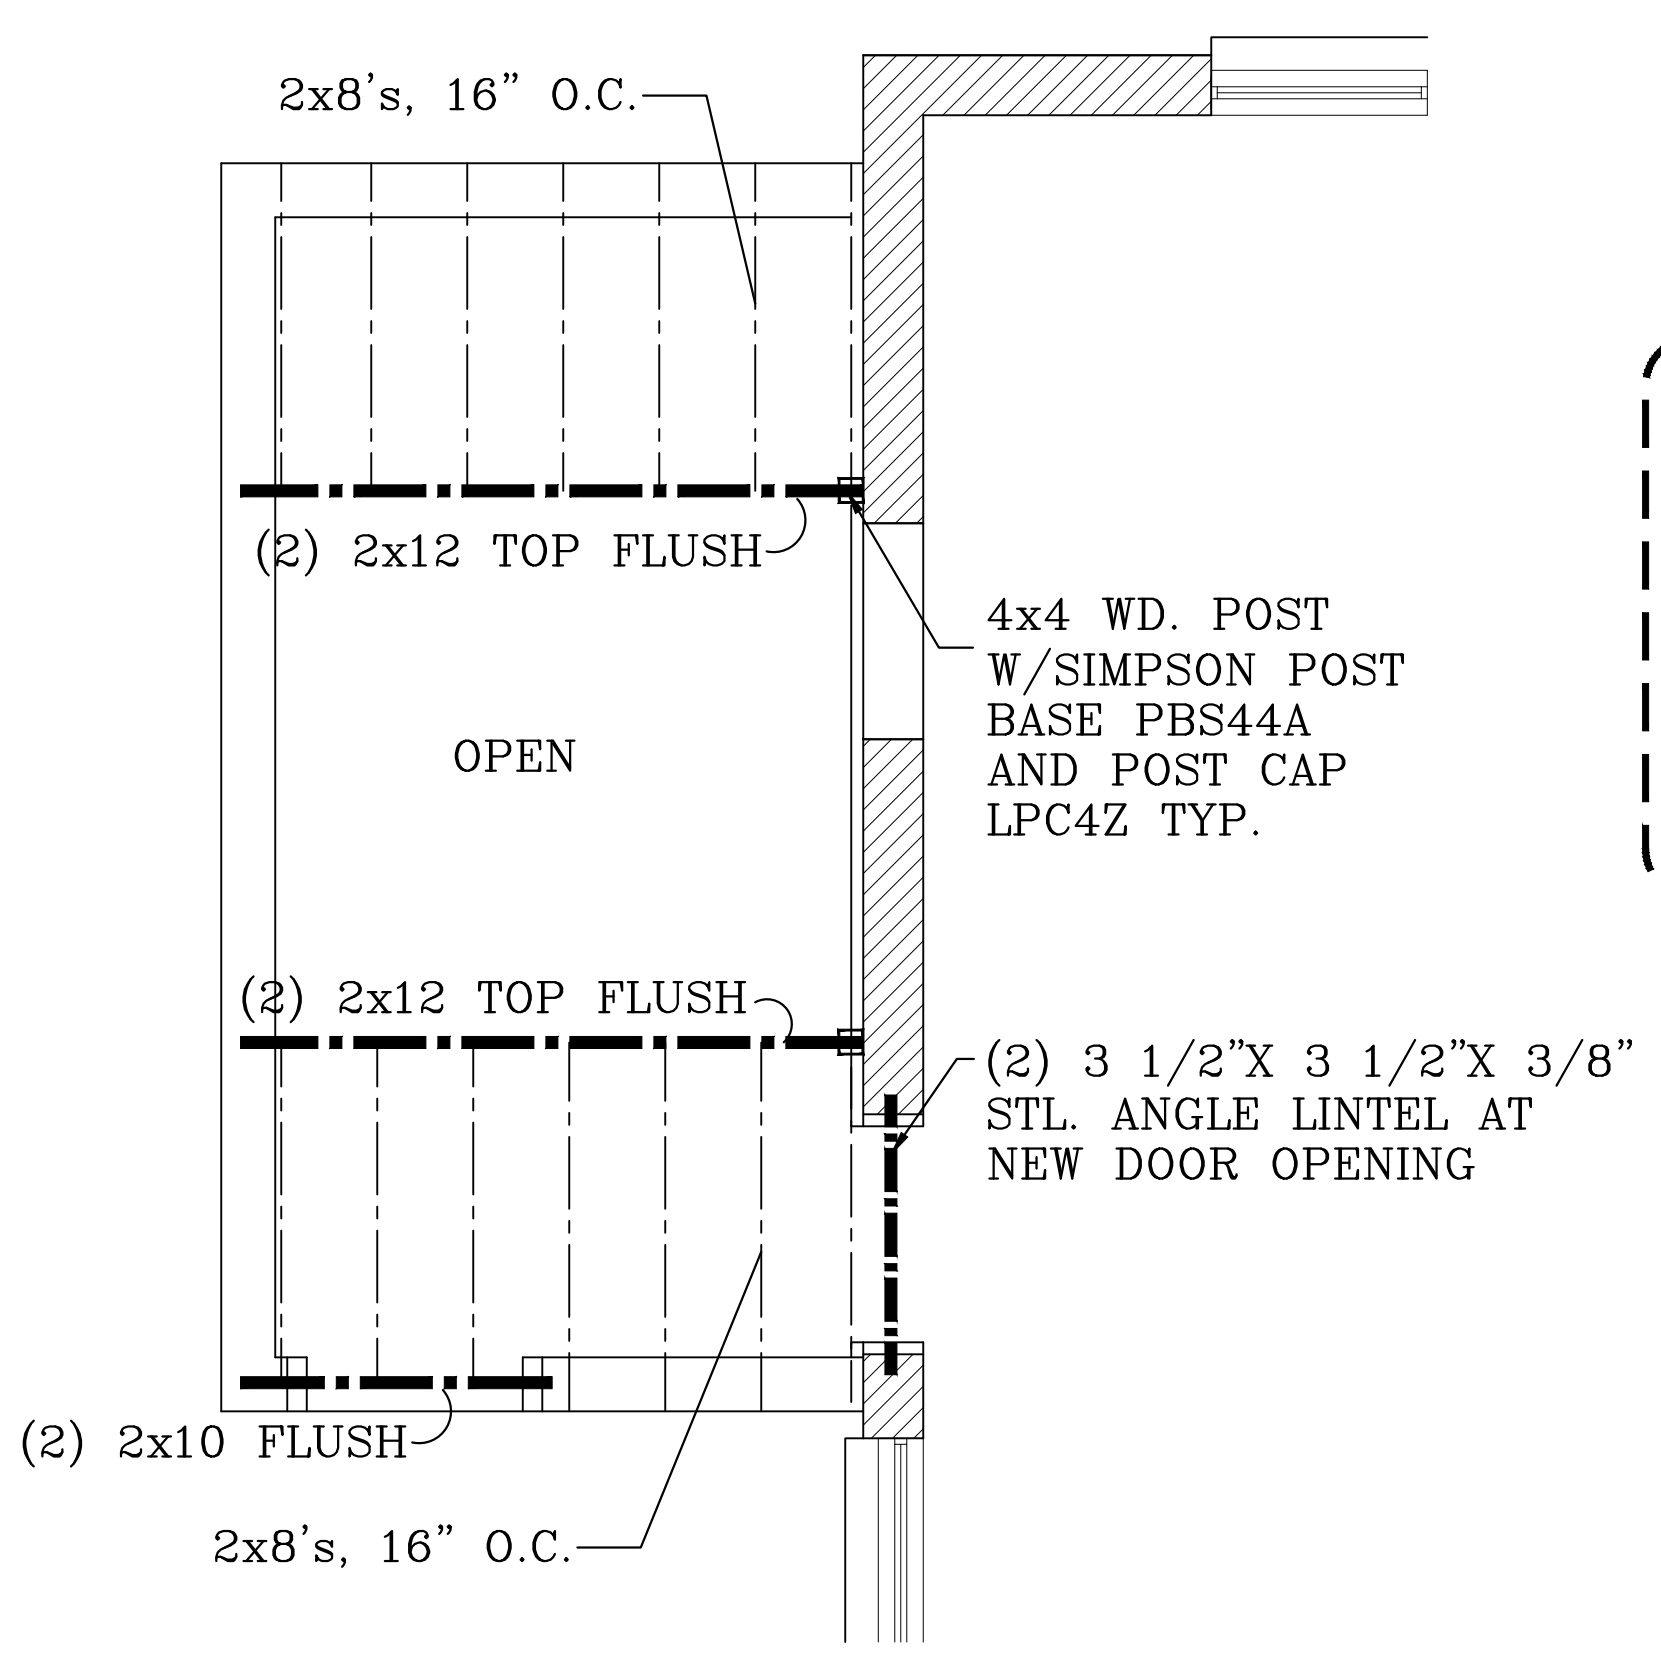 2x8's, 16" O.C.
(2) 2x12 TOP FLUSH
4x4 WD. POST
W/SIMPSON POST
BASE PBS44A
AND POST CAP
LPC4Z TYP.
OPEN
(2) 2x12 TOP FLUSH
(2) 3 1/2"X 3 1/2"X 3/8"
STL. ANGLE LINTEL AT
NEW DOOR OPENING
(2) 2x10 FLUSH
2x8's, 16" O.C.